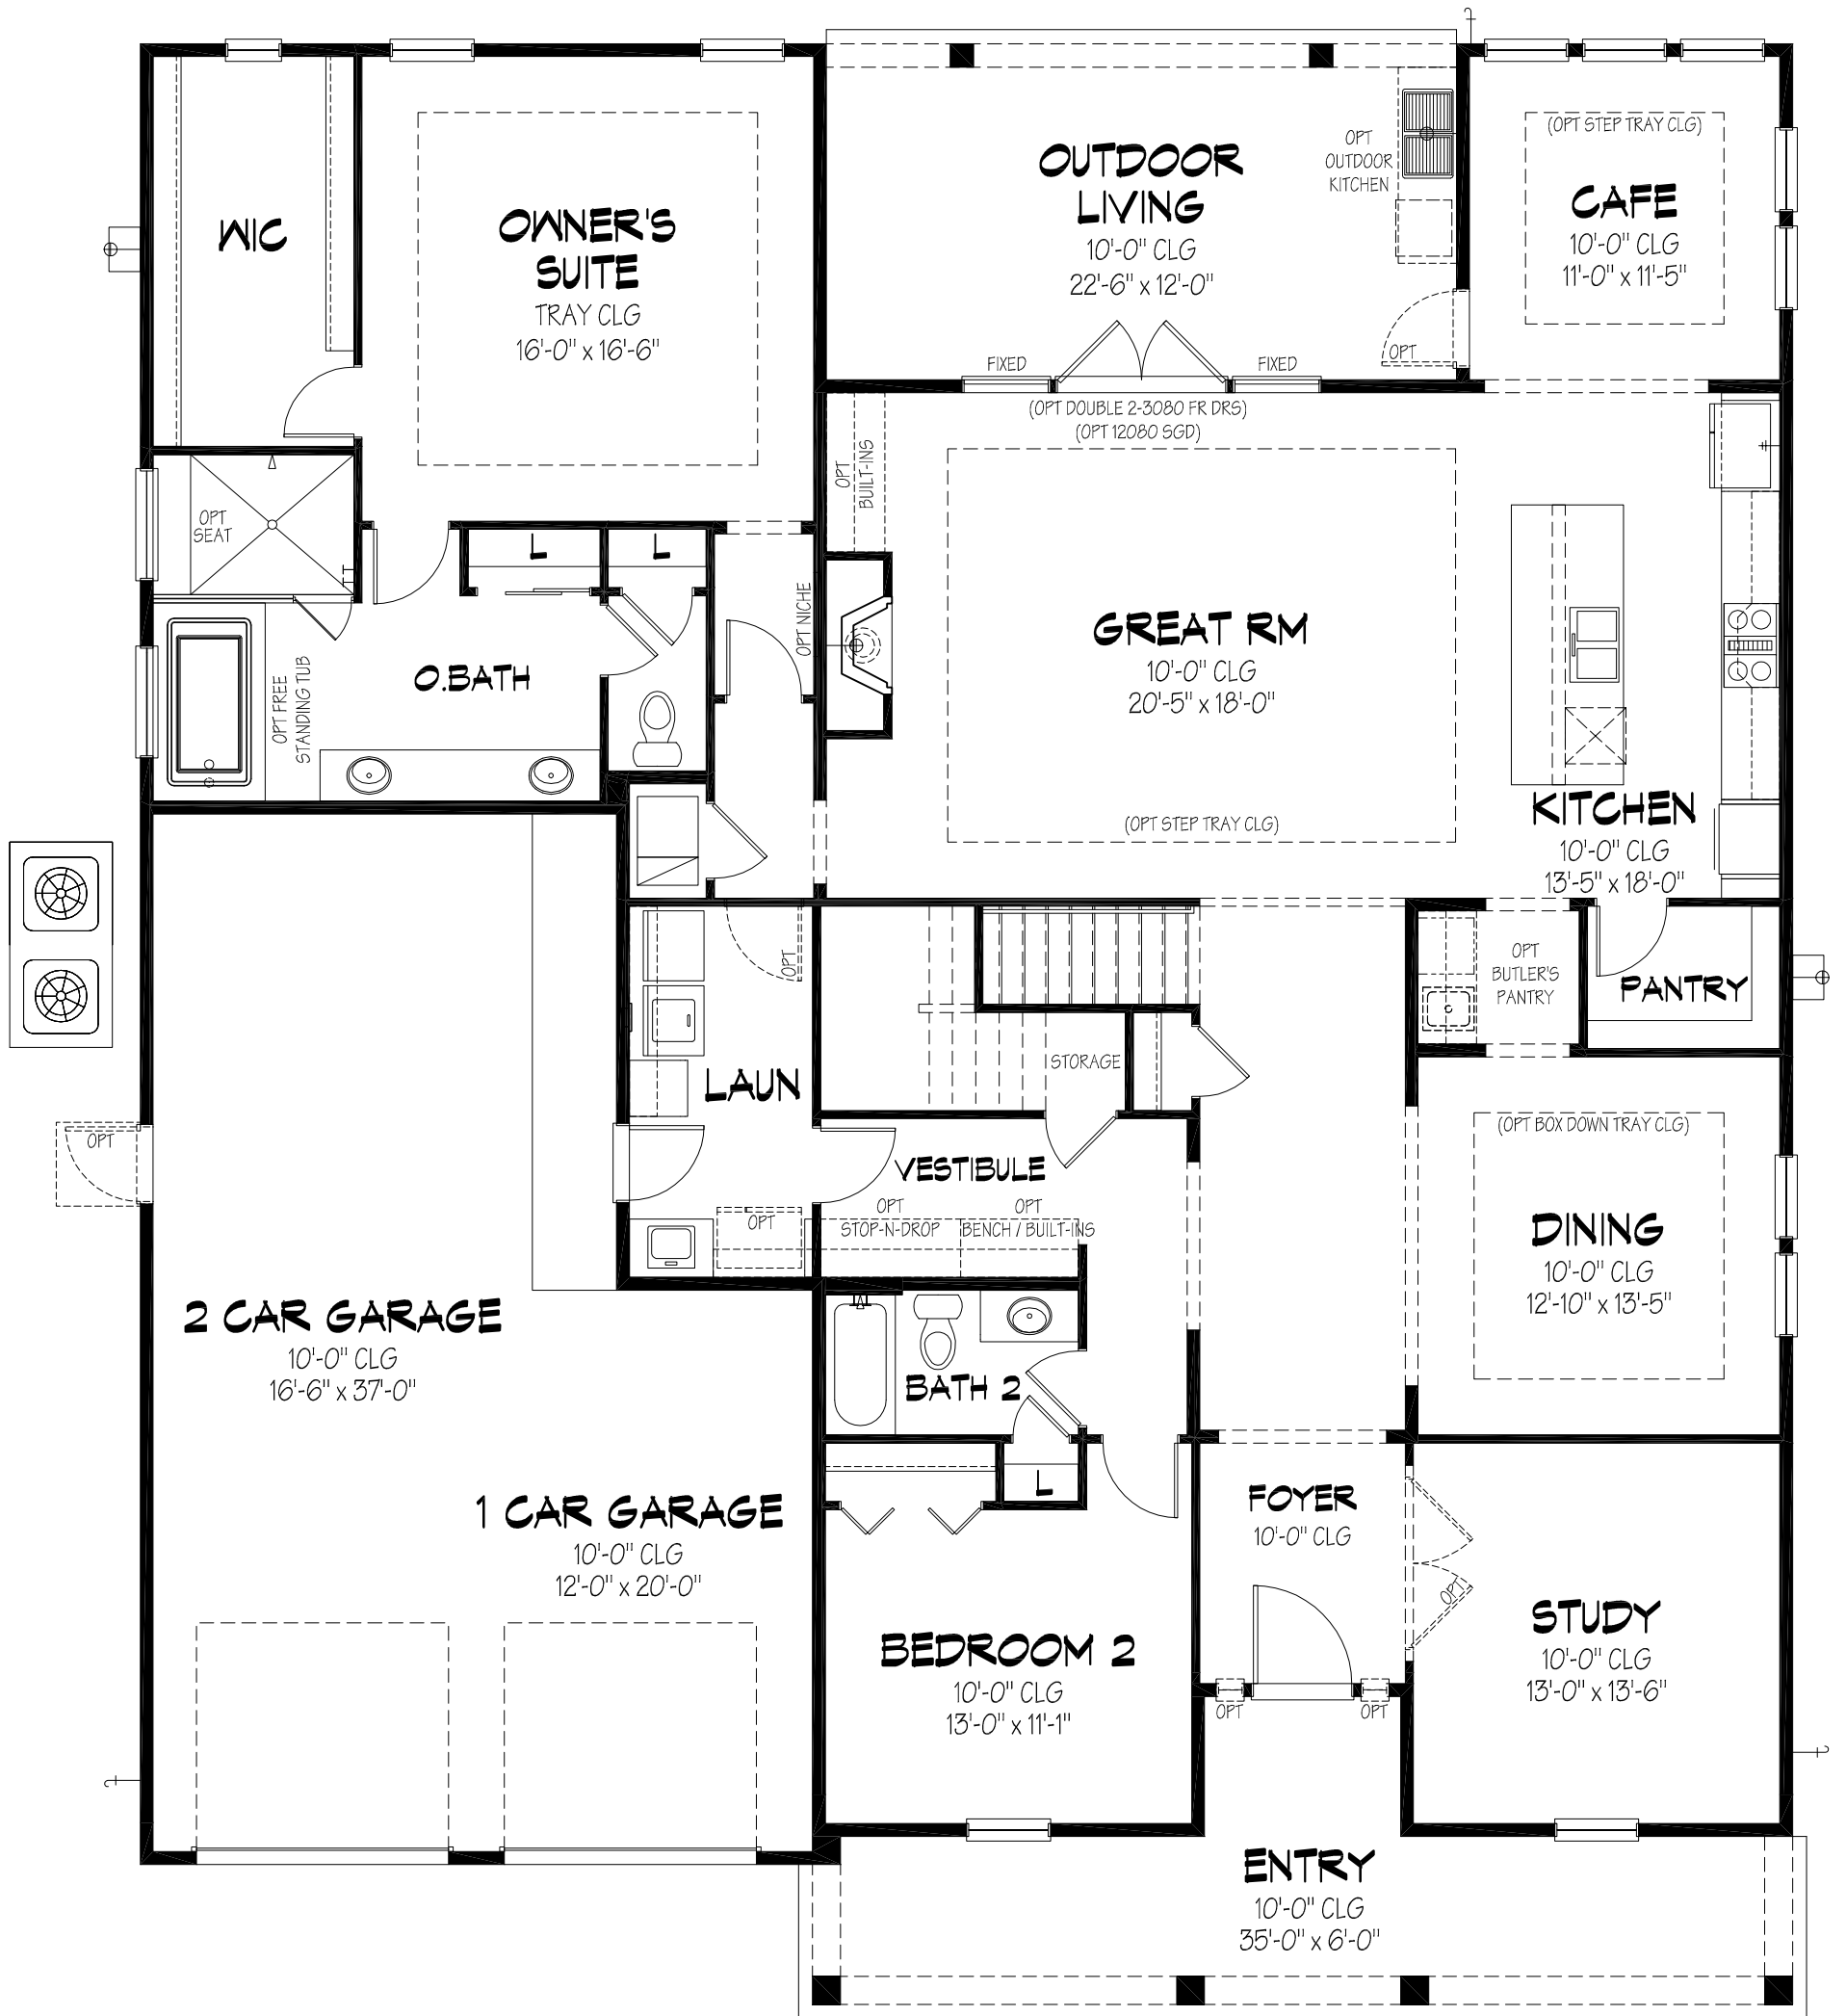 WIC
OWNER'S
SUITE
TRAY CLG
16'-0" x 16'-6"
OUTDOOR
LIVING
10'-0" CLG
22'-6" x 12'-0"
OPT
OUTDOOR
KITCHEN
(OPT STEP TRAY CLG)
CAFE
10'-0" CLG
11'-0" x 11'-5"
FIXED
FIXED
OPT
(OPT DOUBLE 2-3080 FR DRS)
(OPT 12080 SGD)
OPT
BUILT-INS
OPT
SEAT
L
L
OPT NICHE
O.BATH
OPT FREE
STANDING TUB
GREAT RM
10'-0" CLG
20'-5" x 18'-0"
(OPT STEP TRAY CLG)
KITCHEN
10'-0" CLG
13'-5" x 18'-0"
OPT
OPT
BUTLER'S
PANTRY
PANTRY
LAUN
STORAGE
OPT
VESTIBULE
OPT
OPT
STOP-N-DROP
OPT
BENCH / BUILT-INS
(OPT BOX DOWN TRAY CLG)
DINING
10'-0" CLG
12'-10" x 13'-5"
2 CAR GARAGE
10'-0" CLG
16'-6" x 37'-0"
BATH 2
L
1 CAR GARAGE
10'-0" CLG
12'-0" x 20'-0"
FOYER
10'-0" CLG
OPT
BEDROOM 2
10'-0" CLG
13'-0" x 11'-1"
STUDY
10'-0" CLG
13'-0" x 13'-6"
OPT
OPT
ENTRY
10'-0" CLG
35'-0" x 6'-0"